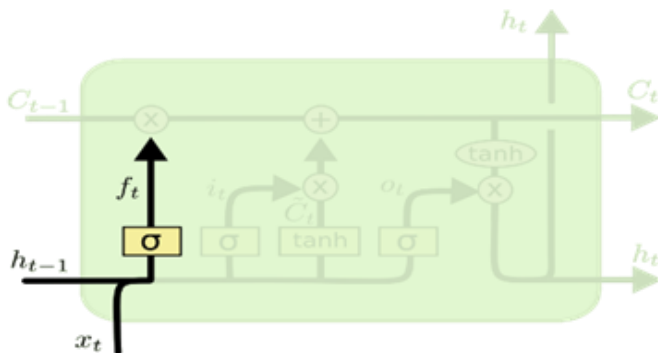 h_t
C_{t-1} × + C_t
tanh
f_t i_t × o_t ×
C̃_t
σ σ tanh σ
h_{t-1} h_t
x_t